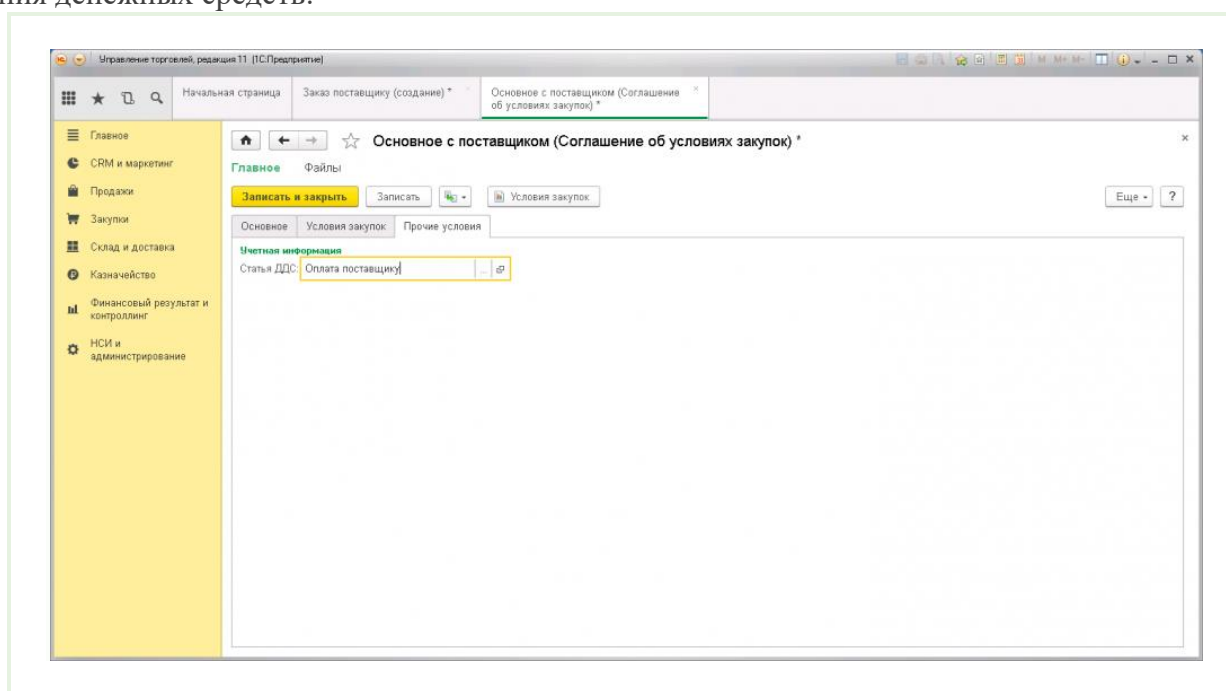 ния денежных средств.
Управление торговлей, редакция 11 (1С:Предприятие)
M M+ M-
Начальная страница
Заказ поставщику (создание) *
Основное с поставщиком (Соглашение
об условиях закупок) *
Главное
CRM и маркетинг
Продажи
Закупки
Склад и доставка
Казначейство
Финансовый результат и
контроллинг
НСИ и
администрирование
Основное с поставщиком (Соглашение об условиях закупок) *
Главное Файлы
Записать и закрыть Записать Условия закупок Еще ?
Основное Условия закупок Прочие условия
Учетная информация
Статья ДДС: Оплата поставщику ...